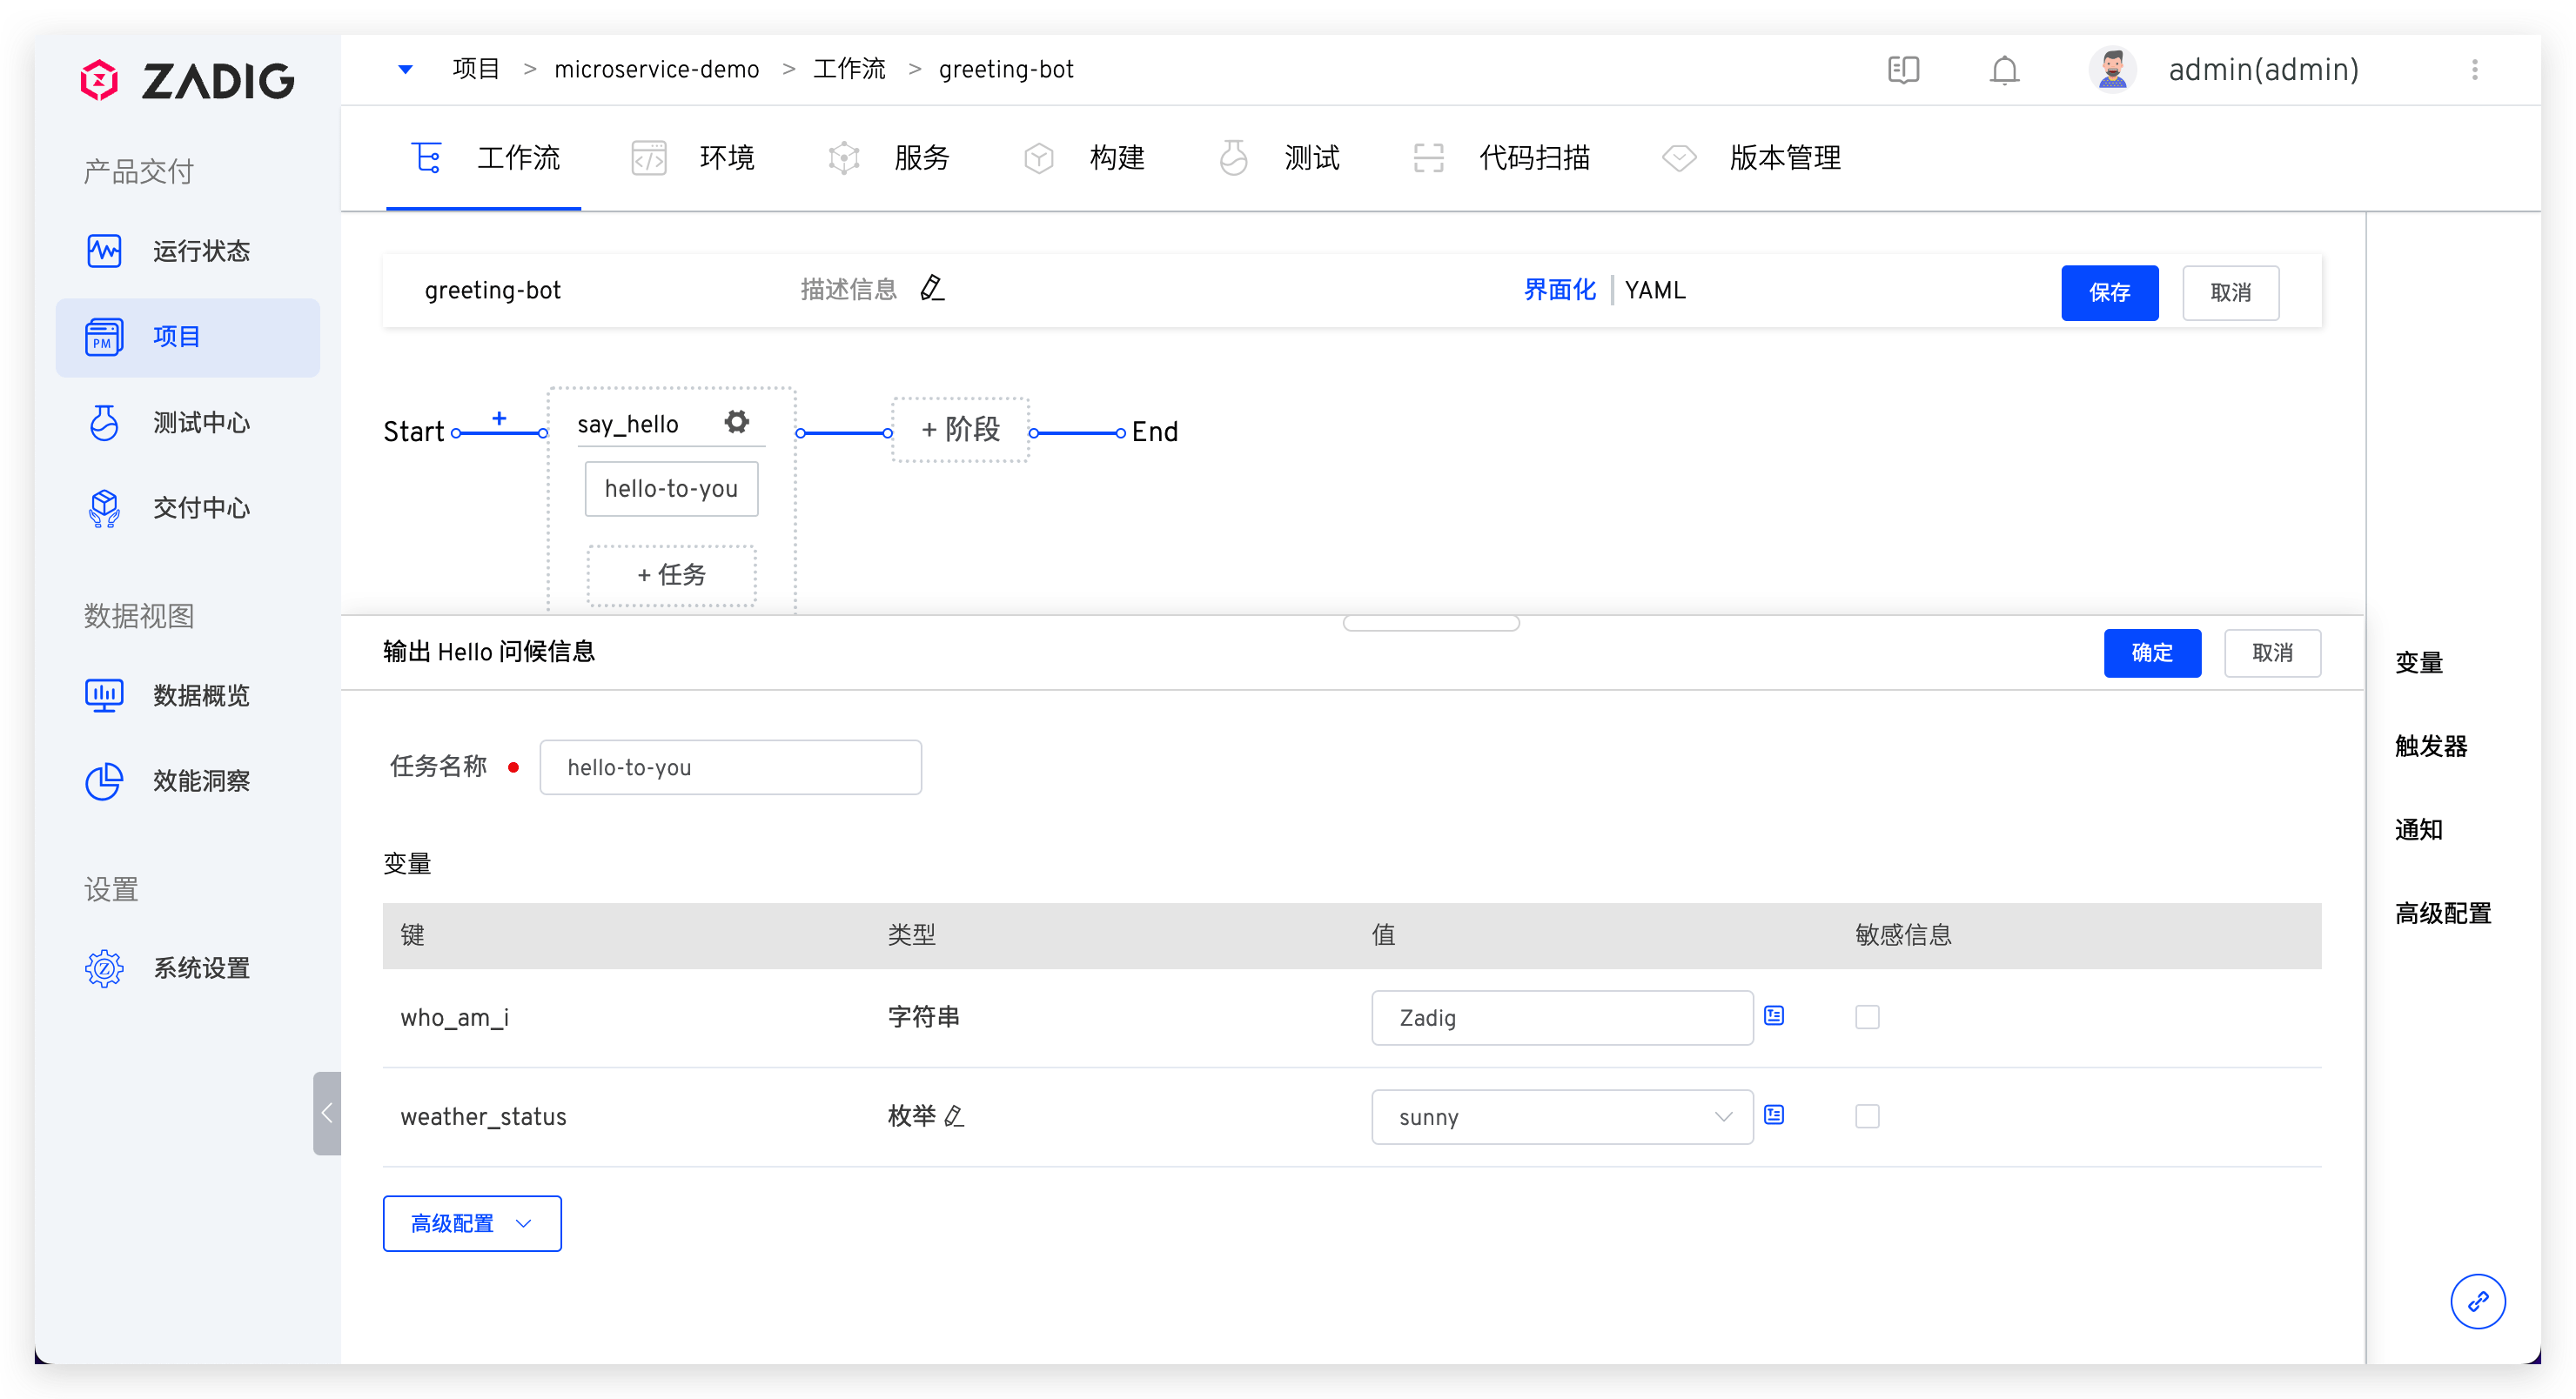 ZADIG
项目 > microservice-demo > 工作流 > greeting-bot
admin(admin)
产品交付
运行状态
PM
项目
测试中心
交付中心
数据视图
数据概览
效能洞察
设置
系统设置
工作流
环境
服务
构建
测试
代码扫描
版本管理
greeting-bot
描述信息
界面化 | YAML
保存
取消
Start
+
say_hello
hello-to-you
+ 任务
+ 阶段
End
输出 Hello 问候信息
确定
取消
任务名称
hello-to-you
变量
键 类型 值 敏感信息
who_am_i 字符串 Zadig
weather_status 枚举 sunny
高级配置
变量
触发器
通知
高级配置